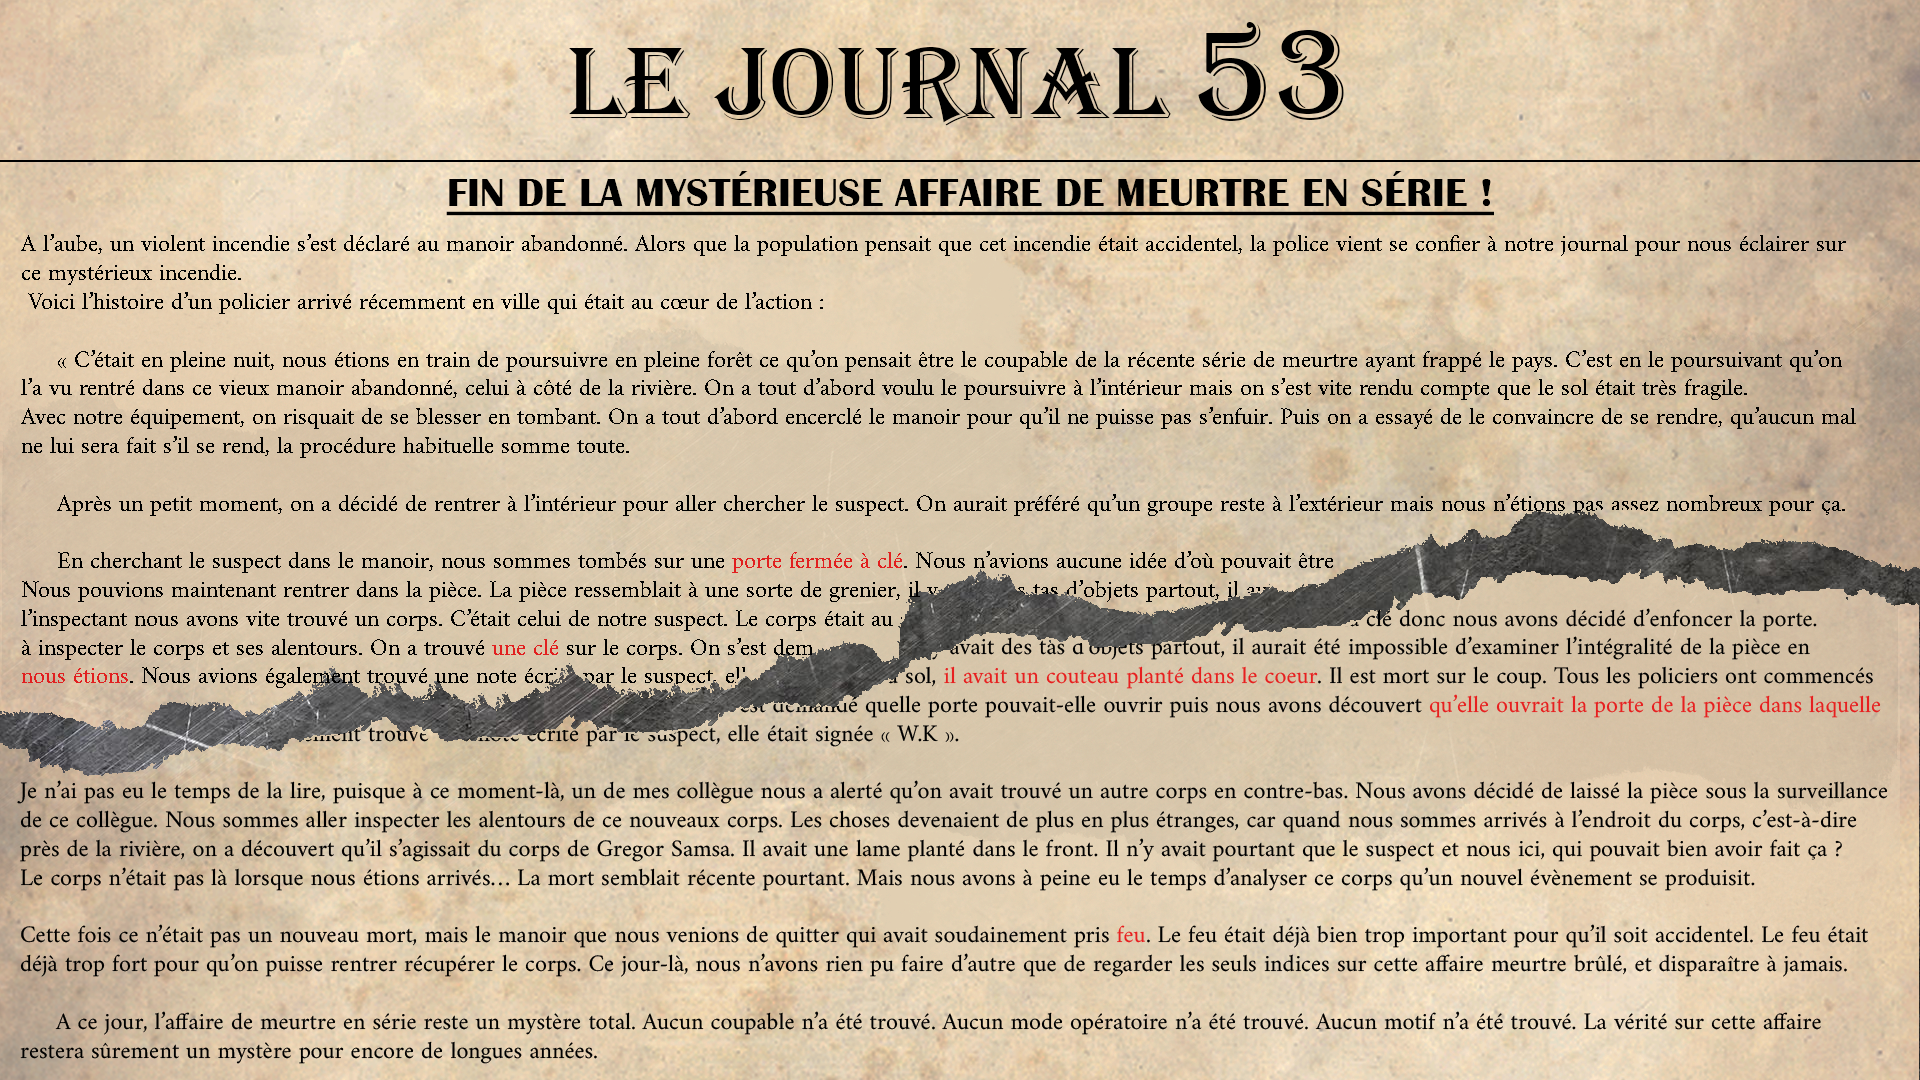 LE JOURNAL 53
FIN DE LA MYSTÉRIEUSE AFFAIRE DE MEURTRE EN SÉRIE !
A l’aube, un violent incendie s’est déclaré au manoir abandonné. Alors que la population pensait que cet incendie était accidentel, la police vient se confier à notre journal pour nous éclairer sur
ce mystérieux incendie.
Voici l’histoire d’un policier arrivé récemment en ville qui était au cœur de l’action :
« C’était en pleine nuit, nous étions en train de poursuivre en pleine forêt ce qu’on pensait être le coupable de la récente série de meurtre ayant frappé le pays. C’est en le poursuivant qu’on
l’a vu rentré dans ce vieux manoir abandonné, celui à côté de la rivière. On a tout d’abord voulu le poursuivre à l’intérieur mais on s’est vite rendu compte que le sol était très fragile.
Avec notre équipement, on risquait de se blesser en tombant. On a tout d’abord encerclé le manoir pour qu’il ne puisse pas s’enfuir. Puis on a essayé de le convaincre de se rendre, qu’aucun mal
ne lui sera fait s’il se rend, la procédure habituelle somme toute.
Après un petit moment, on a décidé de rentrer à l’intérieur pour aller chercher le suspect. On aurait préféré qu’un groupe reste à l’extérieur mais nous n’étions pas assez nombreux pour ça.
En cherchant le suspect dans le manoir, nous sommes tombés sur une porte fermée à clé. Nous n’avions aucune idée d’où pouvait être
Nous pouvions maintenant rentrer dans la pièce. La pièce ressemblait à une sorte de grenier, il y tas d’objets partout, il
l’inspectant nous avons vite trouvé un corps. C’était celui de notre suspect. Le corps était au clé donc nous avons décidé d’enfoncer la porte.
à inspecter le corps et ses alentours. On a trouvé une clé sur le corps. On s’est dem avait des tas d’objets partout, il aurait été impossible d’examiner l’intégralité de la pièce en
nous étions. Nous avions également trouvé une note écri par le suspect, sol, il avait un couteau planté dans le coeur. Il est mort sur le coup. Tous les policiers ont commencés
demandé quelle porte pouvait-elle ouvrir puis nous avons découvert qu’elle ouvrait la porte de la pièce dans laquelle
trouvé note écrite par le suspect, elle était signée « W.K ».
Je n’ai pas eu le temps de la lire, puisque à ce moment-là, un de mes collègue nous a alerté qu’on avait trouvé un autre corps en contre-bas. Nous avons décidé de laissé la pièce sous la surveillance
de ce collègue. Nous sommes aller inspecter les alentours de ce nouveaux corps. Les choses devenaient de plus en plus étranges, car quand nous sommes arrivés à l’endroit du corps, c’est-à-dire
près de la rivière, on a découvert qu’il s’agissait du corps de Gregor Samsa. Il avait une lame planté dans le front. Il n’y avait pourtant que le suspect et nous ici, qui pouvait bien avoir fait ça ?
Le corps n’était pas là lorsque nous étions arrivés… La mort semblait récente pourtant. Mais nous avons à peine eu le temps d’analyser ce corps qu’un nouvel évènement se produisit.
Cette fois ce n’était pas un nouveau mort, mais le manoir que nous venions de quitter qui avait soudainement pris feu. Le feu était déjà bien trop important pour qu’il soit accidentel. Le feu était
déjà trop fort pour qu’on puisse rentrer récupérer le corps. Ce jour-là, nous n’avons rien pu faire d’autre que de regarder les seuls indices sur cette affaire meurtre brûlé, et disparaître à jamais.
A ce jour, l’affaire de meurtre en série reste un mystère total. Aucun coupable n’a été trouvé. Aucun mode opératoire n’a été trouvé. Aucun motif n’a été trouvé. La vérité sur cette affaire
restera sûrement un mystère pour encore de longues années.